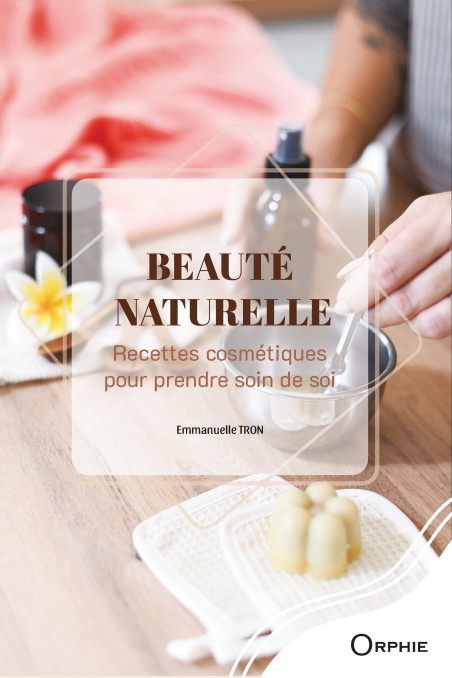 BEAUTÉ
NATURELLE
Recettes cosmétiques
pour prendre soin de soi
Emmanuelle TRON
ORPHIE